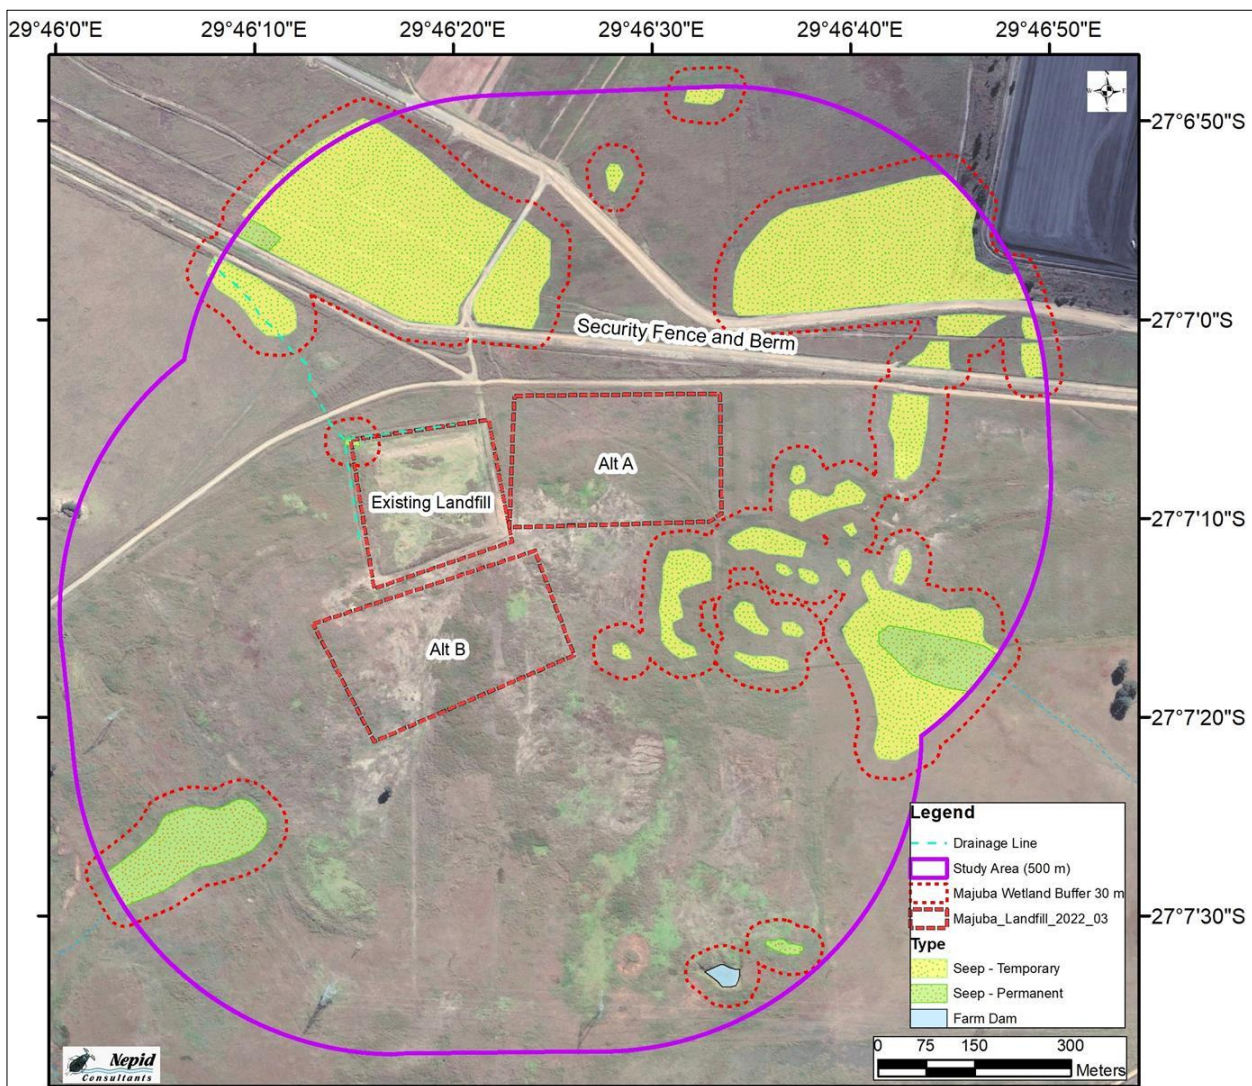 29°46'0"E 29°46'10"E 29°46'20"E 29°46'30"E 29°46'40"E 29°46'50"E
N
W E
S
27°6'50"S
27°7'0"S
Security Fence and Berm
Alt A
Existing Landfill
27°7'10"S
Alt B
27°7'20"S
Legend
Drainage Line
Study Area (500 m)
Majuba Wetland Buffer 30 m
Majuba_Landfill_2022_03
27°7'30"S
Type
Seep - Temporary
Seep - Permanent
Farm Dam
0 75 150 300
Meters
Nepid
Consultants